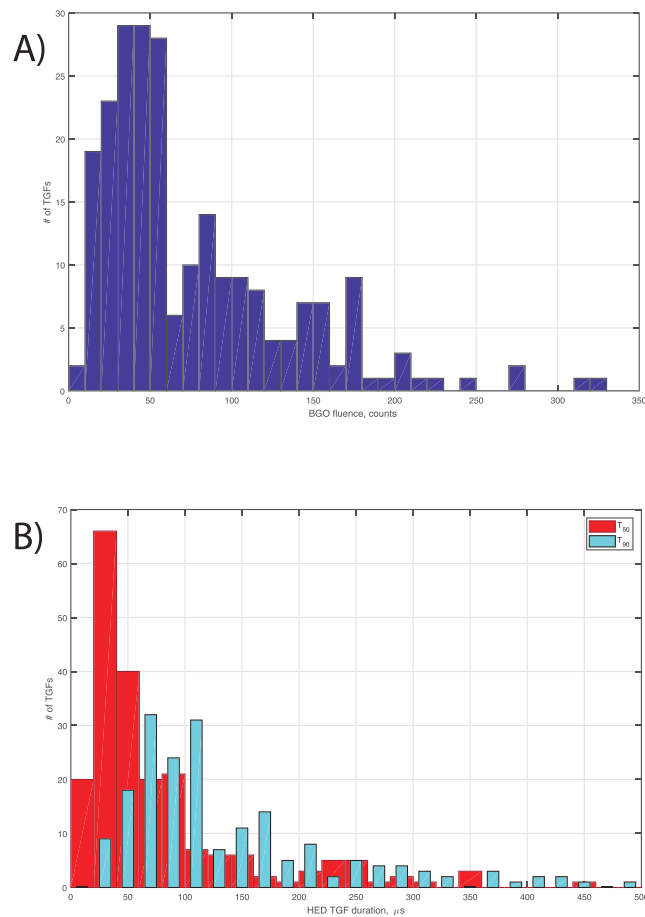 A)
30
25
20
15
10
5
0
# of TGFs
0 50 100 150 200 250 300 350
BGO fluence, counts
B)
70
60
50
40
30
20
10
0
# of TGFs
T50
T90
0 50 100 150 200 250 300 350 400 450 500
HED TGF duration, μs